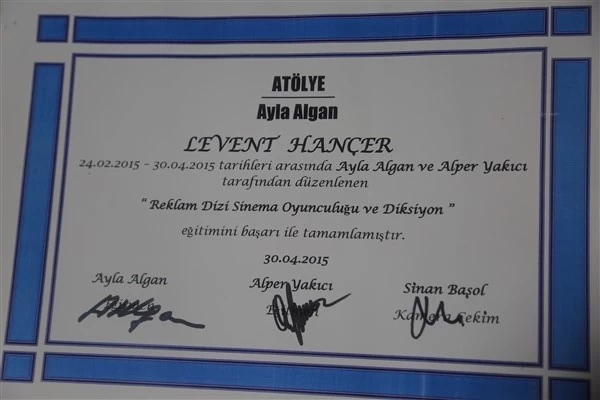 ATÖLYE
Ayla Algan
LEVENT HANÇER
24.02.2015 - 30.04.2015 tarihleri arasında Ayla Algan ve Alper Yakıcı
tarafından düzenlenen
“ Reklam Dizi Sinema Oyunculuğu ve Diksiyon ”
eğitimini başarı ile tamamlamıştır.
30.04.2015
Ayla Algan Alper Yakıcı Sinan Başol
Kamera Çekim